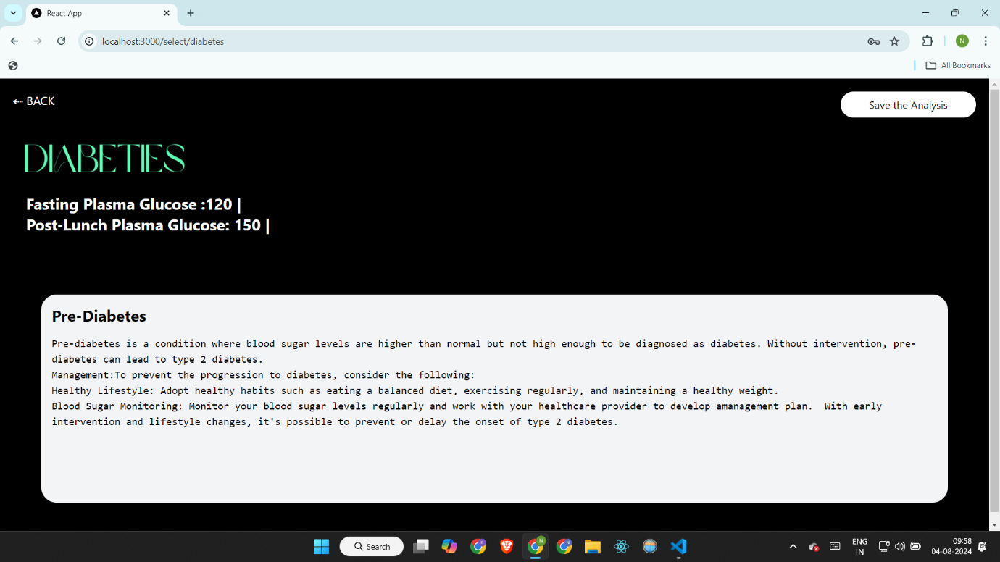 React App
localhost:3000/select/diabetes
N
All Bookmarks
⇠ BACK
Save the Analysis
DIABETIES
Fasting Plasma Glucose :120 |
Post-Lunch Plasma Glucose: 150 |
Pre-Diabetes
Pre-diabetes is a condition where blood sugar levels are higher than normal but not high enough to be diagnosed as diabetes. Without intervention, pre-
diabetes can lead to type 2 diabetes.
Management:To prevent the progression to diabetes, consider the following:
Healthy Lifestyle: Adopt healthy habits such as eating a balanced diet, exercising regularly, and maintaining a healthy weight.
Blood Sugar Monitoring: Monitor your blood sugar levels regularly and work with your healthcare provider to develop amanagement plan.  With early
intervention and lifestyle changes, it's possible to prevent or delay the onset of type 2 diabetes.
Search
ENG
IN
09:58
04-08-2024